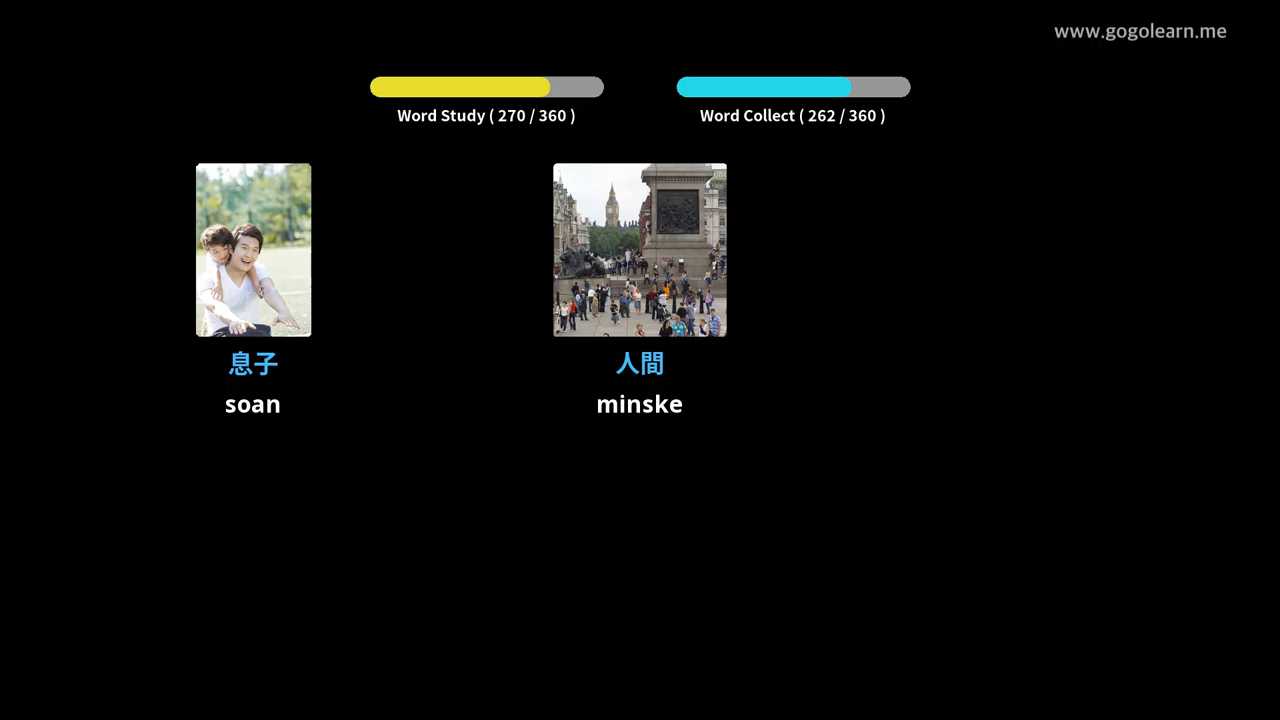 www.gogolearn.me
Word Study ( 270 / 360 )
Word Collect ( 262 / 360 )
息子
soan
人間
minske